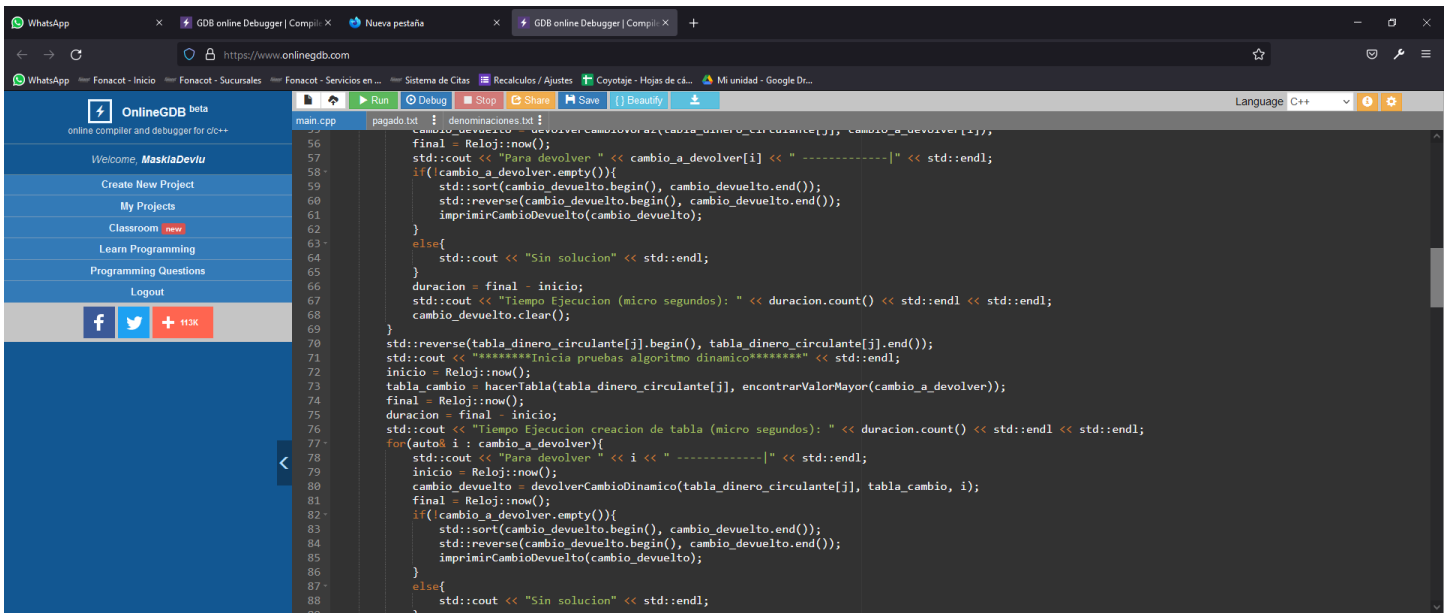 WhatsApp
GDB online Debugger | Compile
Nueva pestaña
GDB online Debugger | Compile
https://www.onlinegdb.com
WhatsApp
Fonacot - Inicio
Fonacot - Sucursales
Fonacot - Servicios en ...
Sistema de Citas
Recalculos / Ajustes
Coyotaje - Hojas de cá...
Mi unidad - Google Dr...
OnlineGDB beta
online compiler and debugger for c/c++
Welcome, MaskiaDeviu
Create New Project
My Projects
Classroom new
Learn Programming
Programming Questions
Logout
113K
Run
Debug
Stop
Share
Save
{ } Beautify
Language C++
main.cpp
pagado.txt
denominaciones.txt
55 cambio_devuelto = devolverCambioVoraz(tabla_dinero_circulante[j], cambio_a_devolver[i]);
56 final = Reloj::now();
57 std::cout << "Para devolver " << cambio_a_devolver[i] << " -------------|" << std::endl;
58 if(!cambio_a_devolver.empty()){
59 std::sort(cambio_devuelto.begin(), cambio_devuelto.end());
60 std::reverse(cambio_devuelto.begin(), cambio_devuelto.end());
61 imprimirCambioDevuelto(cambio_devuelto);
62 }
63 else{
64 std::cout << "Sin solucion" << std::endl;
65 }
66 duracion = final - inicio;
67 std::cout << "Tiempo Ejecucion (micro segundos): " << duracion.count() << std::endl << std::endl;
68 cambio_devuelto.clear();
69 }
70 std::reverse(tabla_dinero_circulante[j].begin(), tabla_dinero_circulante[j].end());
71 std::cout << "********Inicia pruebas algoritmo dinamico********" << std::endl;
72 inicio = Reloj::now();
73 tabla_cambio = hacerTabla(tabla_dinero_circulante[j], encontrarValorMayor(cambio_a_devolver));
74 final = Reloj::now();
75 duracion = final - inicio;
76 std::cout << "Tiempo Ejecucion creacion de tabla (micro segundos): " << duracion.count() << std::endl << std::endl;
77 for(auto& i : cambio_a_devolver){
78 std::cout << "Para devolver " << i << " -------------|" << std::endl;
79 inicio = Reloj::now();
80 cambio_devuelto = devolverCambioDinamico(tabla_dinero_circulante[j], tabla_cambio, i);
81 final = Reloj::now();
82 if(!cambio_a_devolver.empty()){
83 std::sort(cambio_devuelto.begin(), cambio_devuelto.end());
84 std::reverse(cambio_devuelto.begin(), cambio_devuelto.end());
85 imprimirCambioDevuelto(cambio_devuelto);
86 }
87 else{
88 std::cout << "Sin solucion" << std::endl;